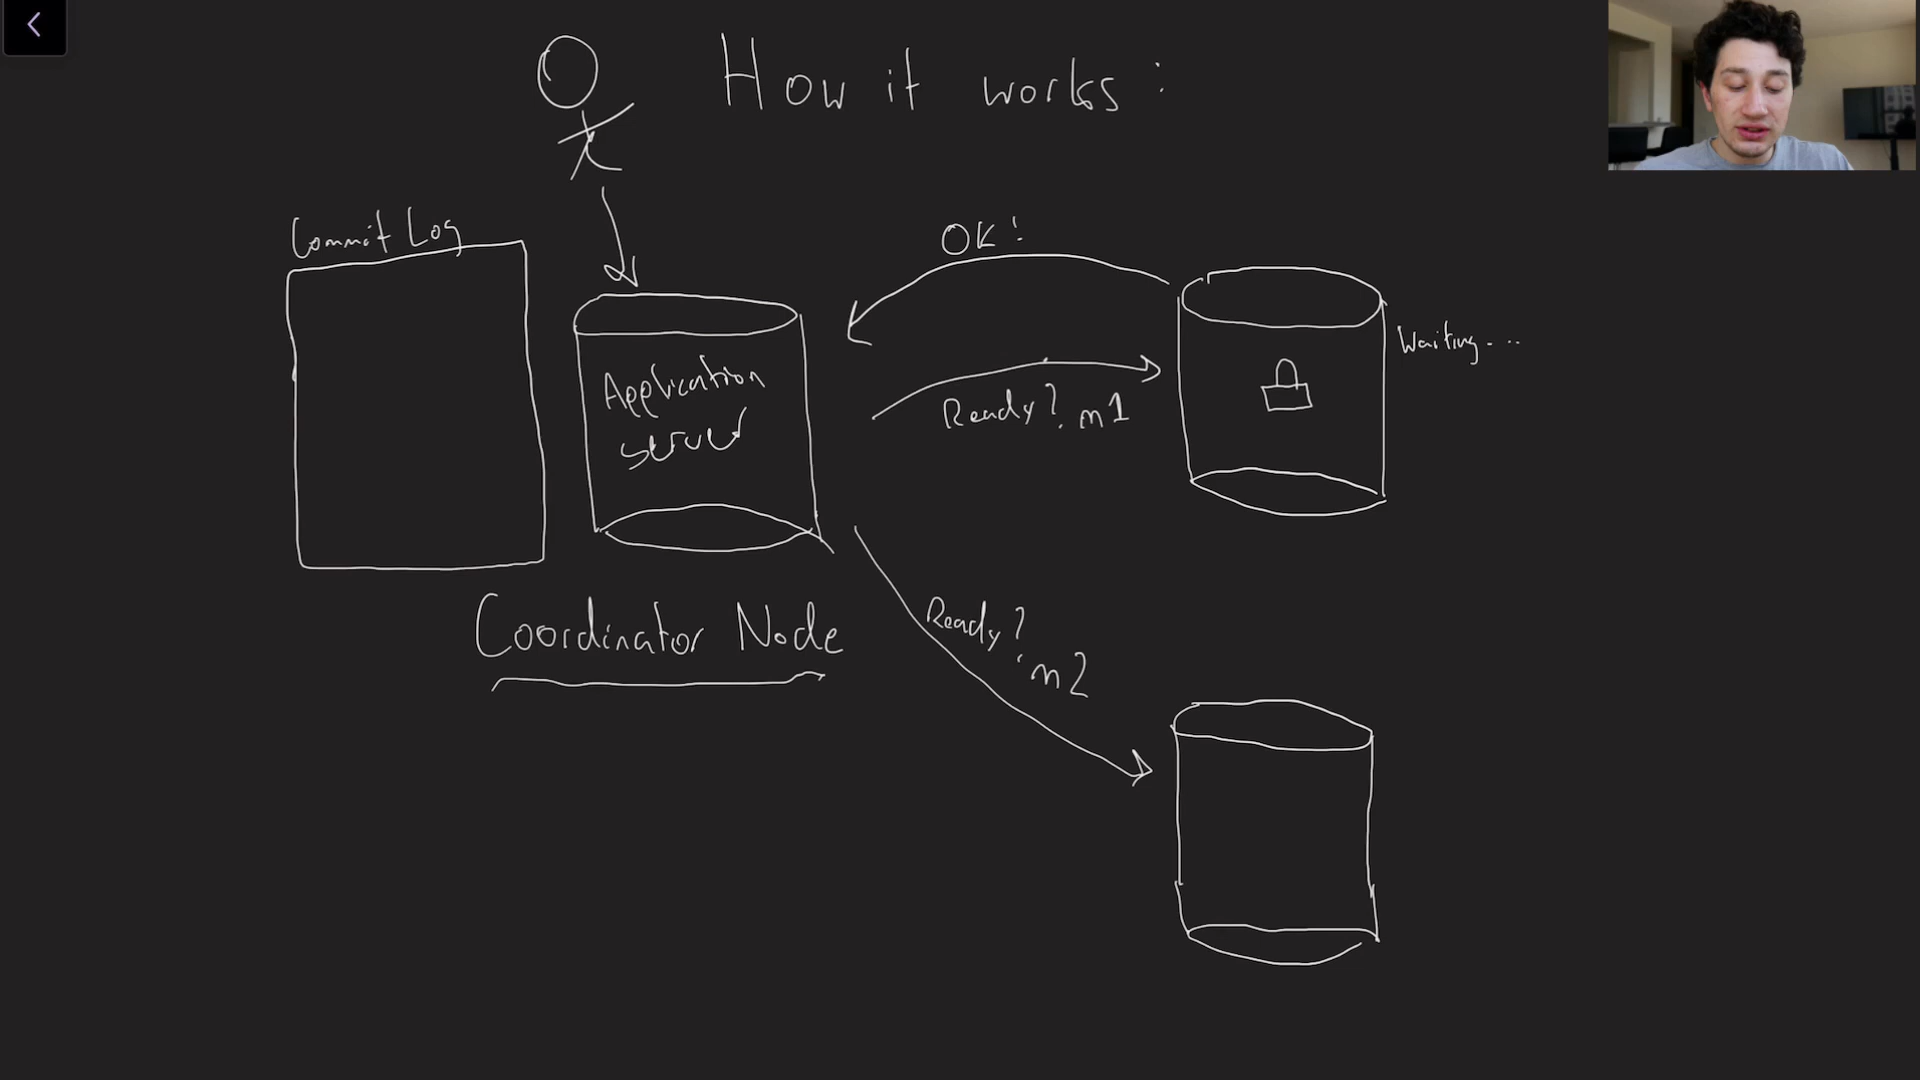 How it works:
Commit Log
OK!
Waiting...
Application
server
Ready? m1
Coordinator Node
Ready?
m2